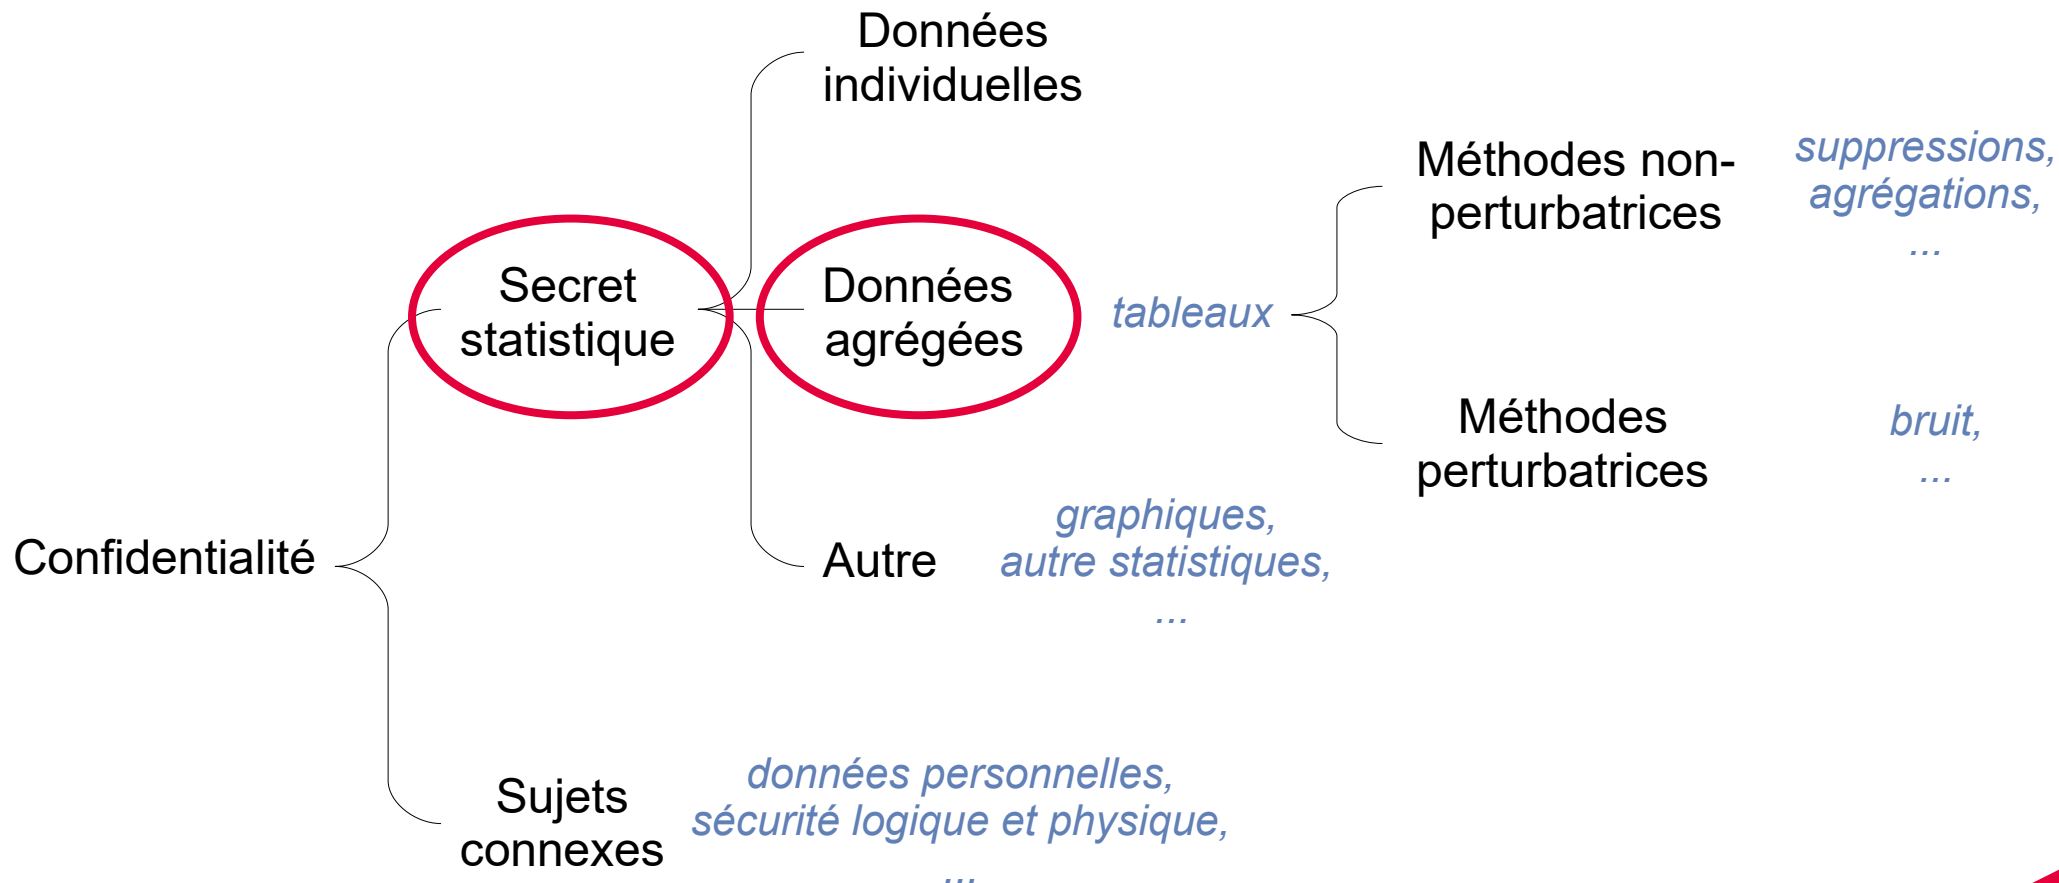 Données
individuelles
Méthodes non-
perturbatrices
suppressions,
agrégations,
...
Secret
statistique
Données
agrégées
tableaux
Méthodes
perturbatrices
bruit,
...
Confidentialité
Autre
graphiques,
autre statistiques,
...
Sujets
connexes
données personnelles,
sécurité logique et physique,
...